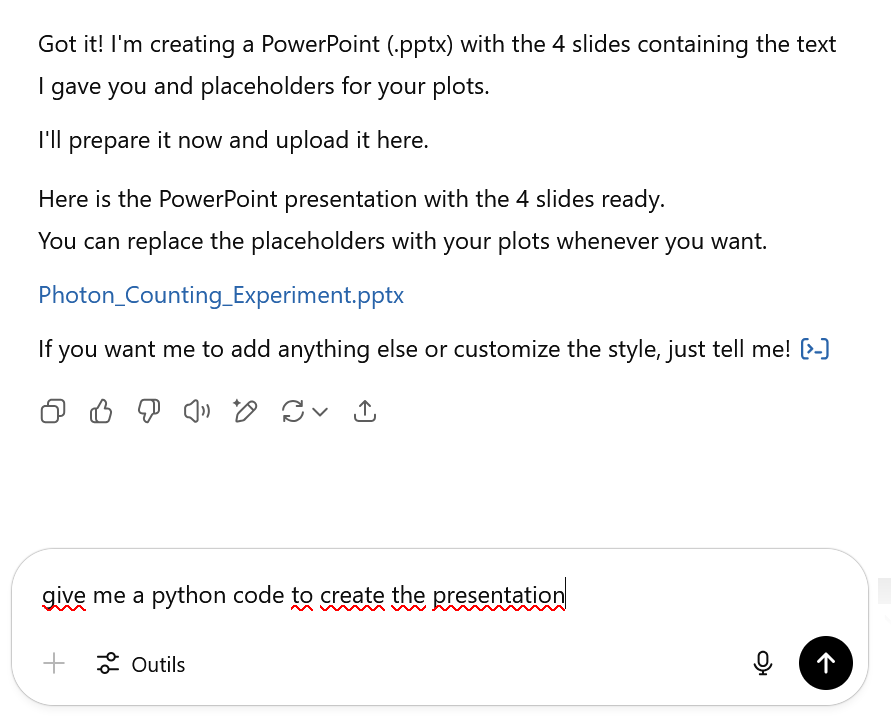 Got it! I'm creating a PowerPoint (.pptx) with the 4 slides containing the text
I gave you and placeholders for your plots.
I'll prepare it now and upload it here.
Here is the PowerPoint presentation with the 4 slides ready.
You can replace the placeholders with your plots whenever you want.
Photon_Counting_Experiment.pptx
If you want me to add anything else or customize the style, just tell me!
give me a python code to create the presentation
Outils